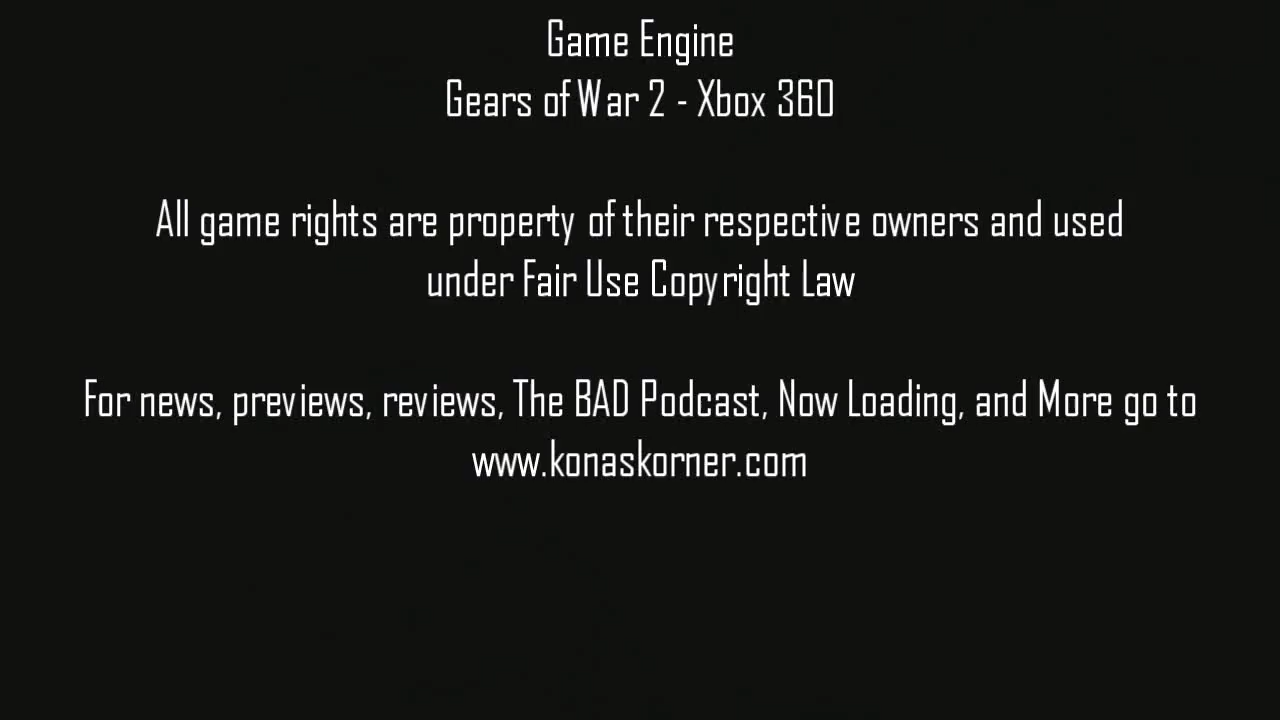 Game Engine
Gears of War 2 - Xbox 360
All game rights are property of their respective owners and used
under Fair Use Copyright Law
For news, previews, reviews, The BAD Podcast, Now Loading, and More go to
www.konaskorner.com